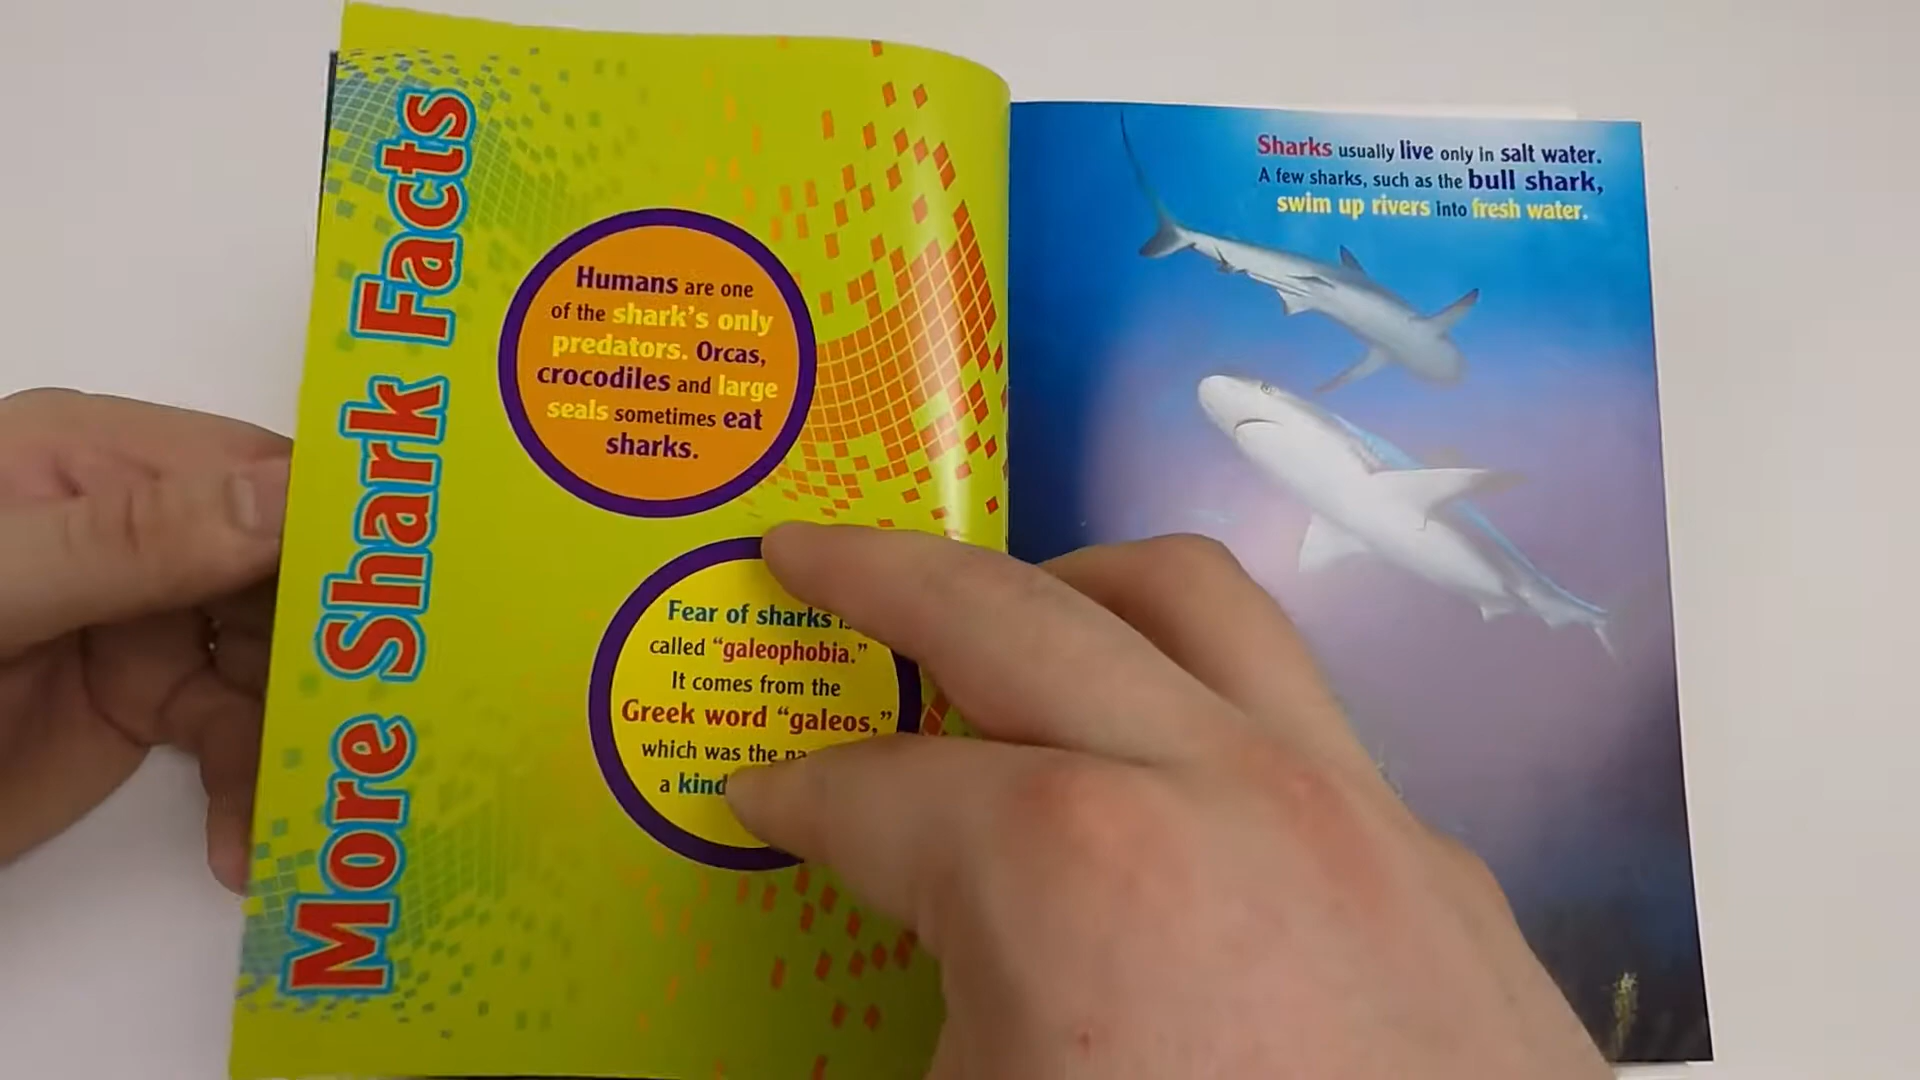 More Shark Facts
Humans are one
of the shark's only
predators. Orcas,
crocodiles and large
seals sometimes eat
sharks.
Fear of sharks
called “galeophobia.”
It comes from the
Greek word “galeos,”
which was the
a kind
Sharks usually live only in salt water.
A few sharks, such as the bull shark,
swim up rivers into fresh water.